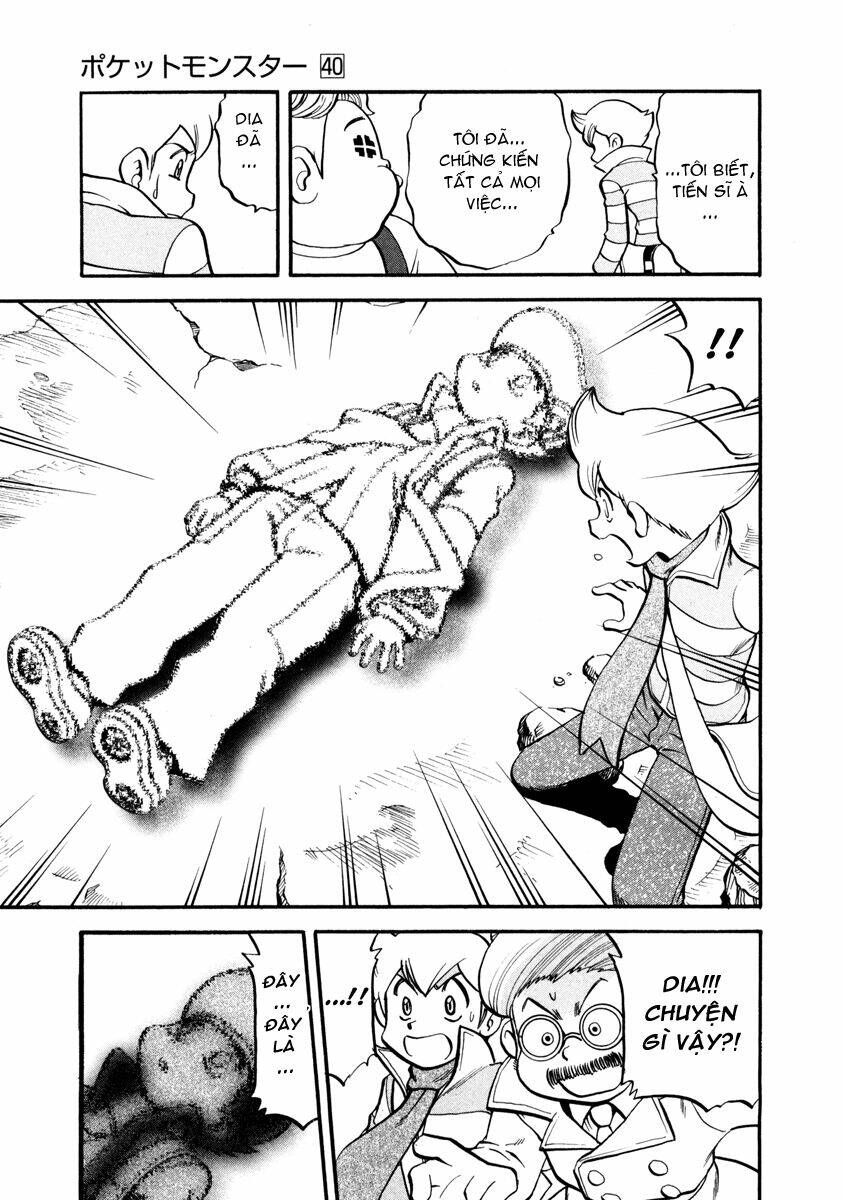 ポケットモンスター 40
...TÔI BIẾT,
TIẾN SĨ À
...
TÔI ĐÃ...
CHỨNG KIẾN
TẤT CẢ MỌI
VIỆC...
DIA
ĐÃ
...
!!
DIA!!!
CHUYỆN
GÌ VẬY?!
...!!
ĐÂY
...
ĐÂY
LÀ
...